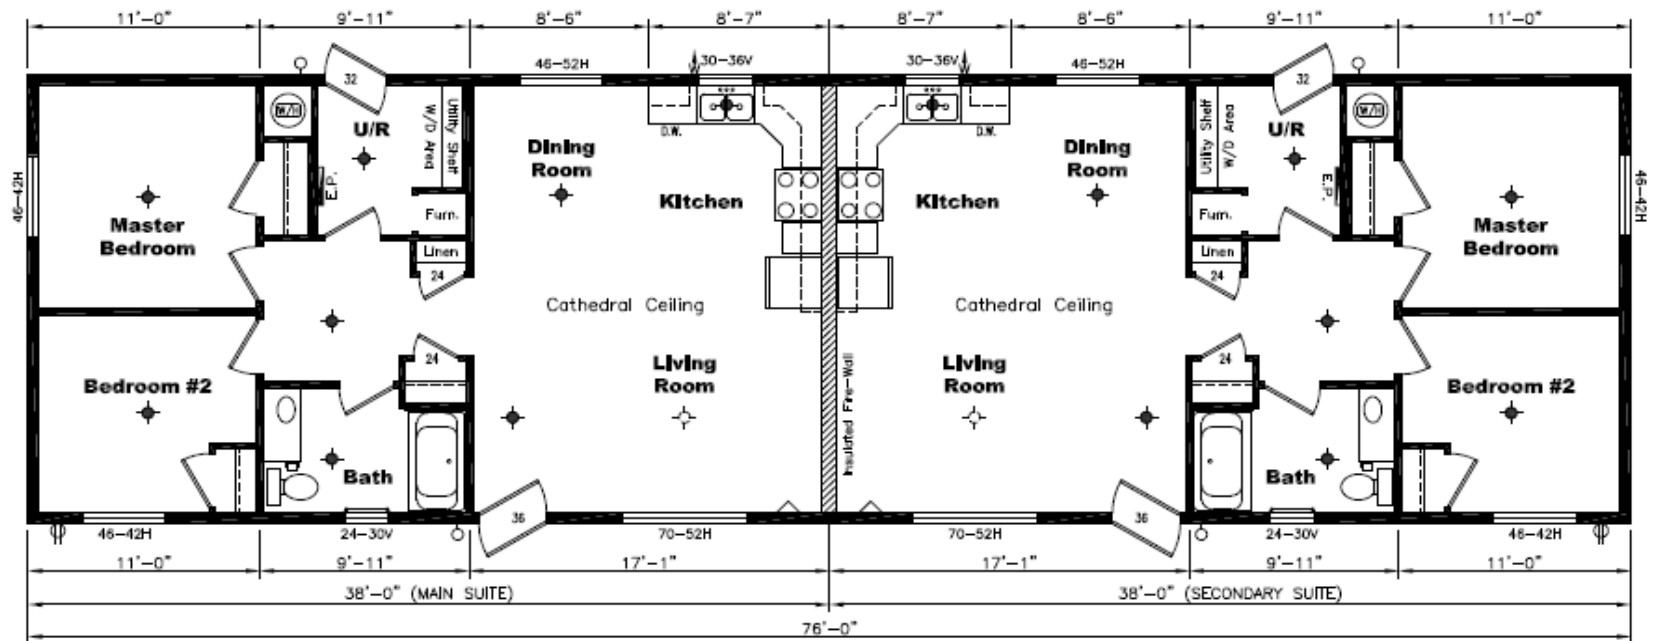 11'-0" 9'-11" 8'-6" 8'-7" 8'-7" 8'-6" 9'-11" 11'-0"
46-52H 30-36V 30-36V 46-52H
32 32
W/H W/H
U/R U/R
Utility Shelf
W/D Area
Utility Shelf
W/D Area
D.W. D.W.
Dining
Room
Dining
Room
E.P. E.P.
46-42H 46-42H
Kitchen Kitchen
Master
Bedroom
Master
Bedroom
Furn. Furn.
Linen Linen
24 24
Cathedral Ceiling Cathedral Ceiling
24 24
Living
Room
Living
Room
Bedroom #2 Bedroom #2
Insulated Fire-Wall
Bath Bath
36 36
46-42H 24-30V 70-52H 70-52H 24-30V 46-42H
11'-0" 9'-11" 17'-1" 17'-1" 9'-11" 11'-0"
38'-0" (MAIN SUITE) 38'-0" (SECONDARY SUITE)
76'-0"